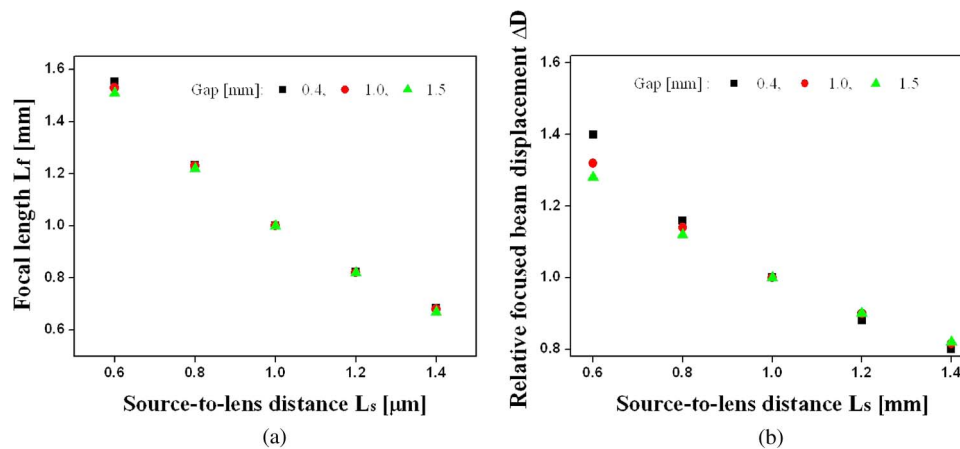 Focal length Lf [mm]
1.6
1.4
1.2
1.0
0.8
0.6
Gap [mm]: 0.4, 1.0, 1.5
0.6 0.8 1.0 1.2 1.4
Source-to-lens distance Ls [μm]
(a)
Relative focused beam displacement ΔD
1.6
1.4
1.2
1.0
0.8
Gap [mm] : 0.4, 1.0, 1.5
0.6 0.8 1.0 1.2 1.4
Source-to-lens distance Ls [mm]
(b)